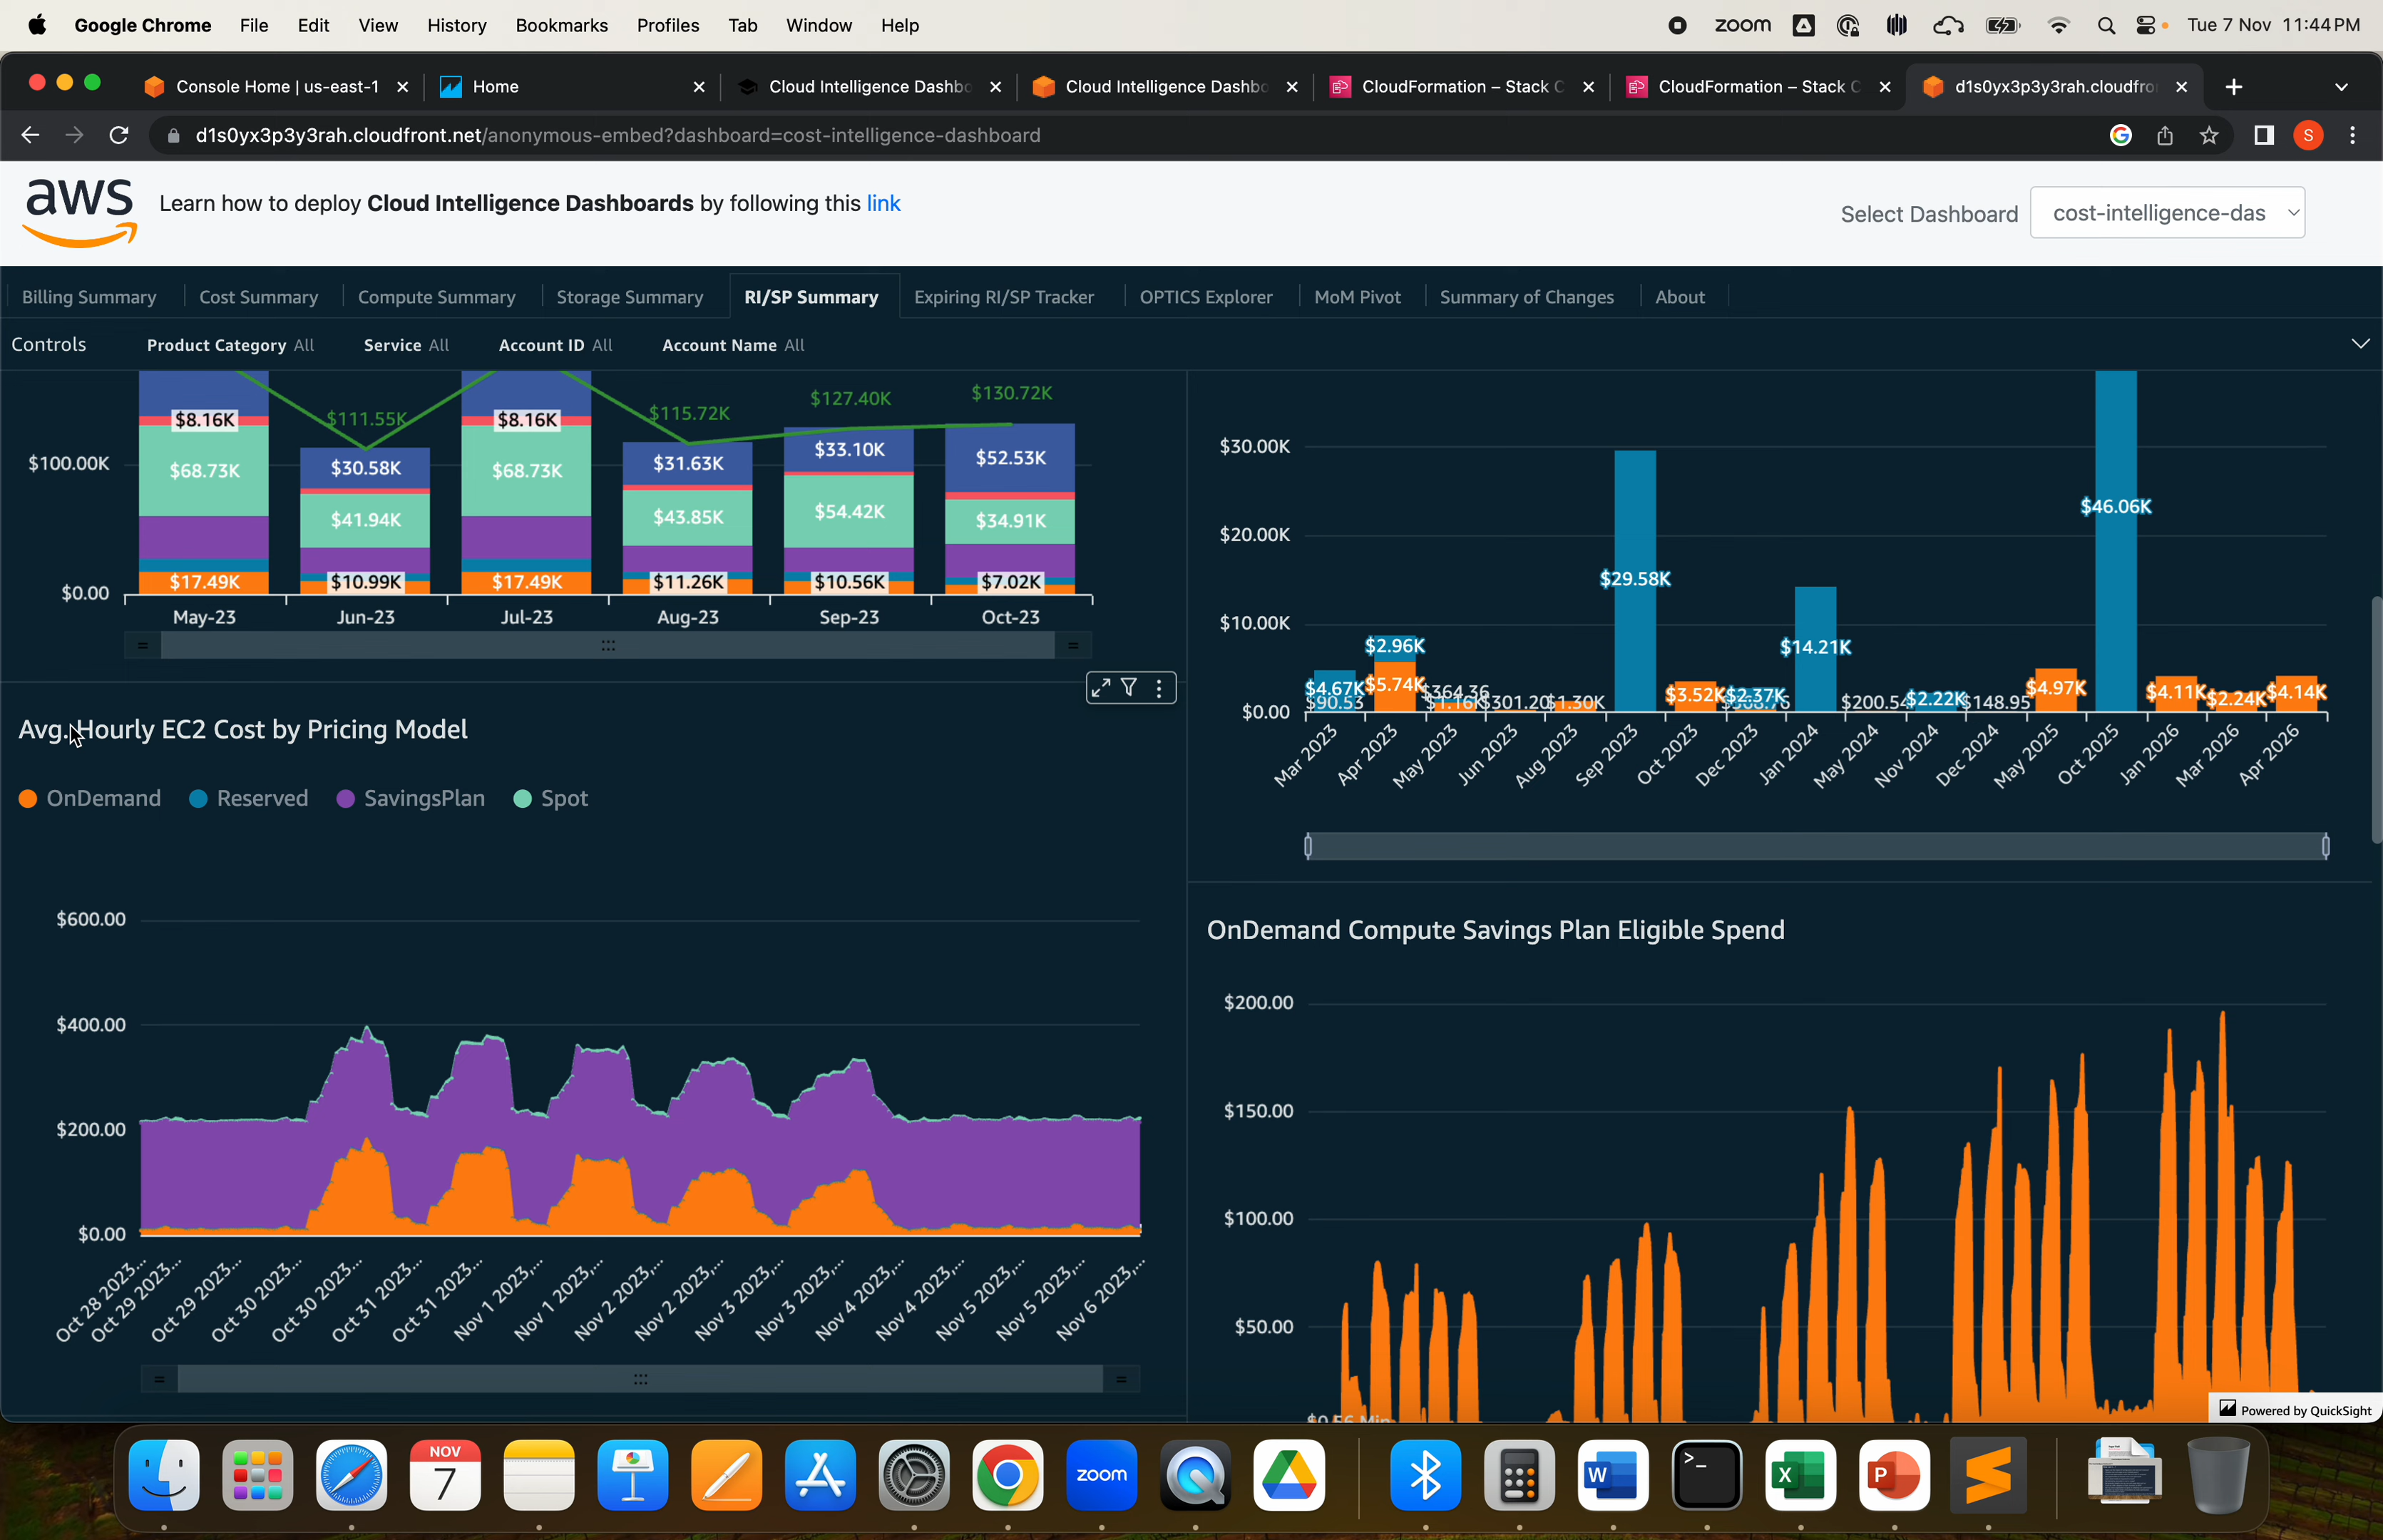 Google Chrome File Edit View History Bookmarks Profiles Tab Window Help zoom Tue 7 Nov 11:44 PM
Console Home | us-east-1 Home Cloud Intelligence Dashbo Cloud Intelligence Dashbo CloudFormation – Stack C CloudFormation – Stack C d1s0yx3p3y3rah.cloudfro
d1s0yx3p3y3rah.cloudfront.net/anonymous-embed?dashboard=cost-intelligence-dashboard S
aws Learn how to deploy Cloud Intelligence Dashboards by following this link Select Dashboard cost-intelligence-das
Billing Summary Cost Summary Compute Summary Storage Summary RI/SP Summary Expiring RI/SP Tracker OPTICS Explorer MoM Pivot Summary of Changes About
Controls Product Category All Service All Account ID All Account Name All
$111.55K $115.72K $127.40K $130.72K
$8.16K $8.16K
$100.00K
$30.58K $31.63K $33.10K $52.53K
$68.73K $41.94K $68.73K $43.85K $54.42K $34.91K
$17.49K $10.99K $17.49K $11.26K $10.56K $7.02K
$0.00
May-23 Jun-23 Jul-23 Aug-23 Sep-23 Oct-23
Avg. Hourly EC2 Cost by Pricing Model
OnDemand Reserved SavingsPlan Spot
$600.00
$400.00
$200.00
$0.00
Oct 28 2023... Oct 29 2023... Oct 29 2023... Oct 30 2023... Oct 30 2023... Oct 31 2023... Oct 31 2023... Nov 1 2023,... Nov 1 2023,... Nov 2 2023,... Nov 2 2023,... Nov 3 2023,... Nov 3 2023,... Nov 4 2023,... Nov 4 2023,... Nov 5 2023,... Nov 5 2023,... Nov 6 2023,...
$30.00K
$20.00K
$10.00K
$0.00
$46.06K
$29.58K
$2.96K $14.21K
$4.67K $5.74K $364.36 $3.52K $2.37K $2.22K $4.97K $4.11K $2.24K $4.14K
$90.53 $1.16K $301.20 $1.30K $200.54 $148.95
Mar 2023 Apr 2023 May 2023 Jun 2023 Aug 2023 Sep 2023 Oct 2023 Dec 2023 Jan 2024 May 2024 Nov 2024 Dec 2024 May 2025 Oct 2025 Jan 2026 Mar 2026 Apr 2026
OnDemand Compute Savings Plan Eligible Spend
$200.00
$150.00
$100.00
$50.00
Powered by QuickSight
NOV
7
zoom
W
X
P